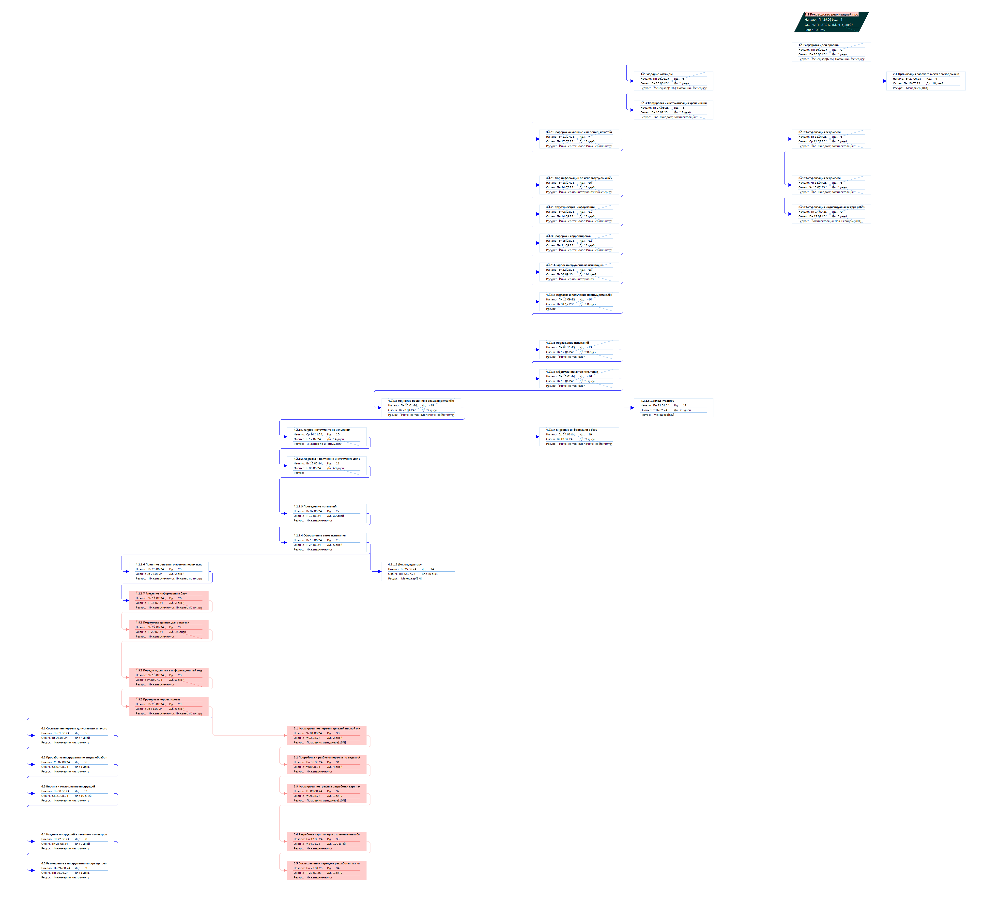 1.3 Руководство реализацией про
Начало: Пн 26.06 Ид.: 1
Оконч.: Пн 27.01.2 Дл.: 416 дней?
Заверш.: 36%
1.1 Разработка идеи проекта
Начало: Пн 26.06.23 Ид.: 2
Оконч.: Пн 26.06.23 Дл.: 1 день
Ресурс: Менеджер[60%]; Помощник менеджер
1.2 Создание команды
Начало: Пн 26.06.23 Ид.: 3
Оконч.: Пн 26.06.23 Дл.: 1 день
Ресурс: Менеджер[10%]; Помощник менеджер
2.1 Организация рабочего места с выходом в ин
Начало: Вт 27.06.23 Ид.: 4
Оконч.: Пн 10.07.23 Дл.: 10 дней
Ресурс: Менеджер[10%]
3.1.1 Сортировка и систематизация хранения ин
Начало: Вт 27.06.23 Ид.: 5
Оконч.: Пн 10.07.23 Дл.: 10 дней
Ресурс: Зав. Складом; Комплектовщик
3.2.1 Проверка на наличие и перепись неучтенн
Начало: Вт 11.07.23 Ид.: 7
Оконч.: Пн 17.07.23 Дл.: 5 дней
Ресурс: Инженер-технолог; Инженер по инстру
3.1.2 Актуализация ведомости
Начало: Вт 11.07.23 Ид.: 6
Оконч.: Ср 12.07.23 Дл.: 2 дней
Ресурс: Зав. Складом; Комплектовщик
4.1.1 Сбор информации об используемом в цех
Начало: Вт 18.07.23 Ид.: 10
Оконч.: Пн 24.07.23 Дл.: 5 дней
Ресурс: Инженер по инструменту; Инженер-тех
3.2.2 Актуализация ведомости
Начало: Чт 13.07.23 Ид.: 8
Оконч.: Чт 13.07.23 Дл.: 1 день
Ресурс: Зав. Складом; Комплектовщик
4.1.2 Структуризация информации
Начало: Вт 08.08.23 Ид.: 11
Оконч.: Пн 14.08.23 Дл.: 5 дней
Ресурс: Инженер-технолог; Инженер по инстру
3.2.3 Актуализация индивидуальных карт рабоч
Начало: Пт 14.07.23 Ид.: 9
Оконч.: Пн 17.07.23 Дл.: 2 дней
Ресурс: Комплектовщик; Зав. Складом[20%]
4.1.3 Проверка и корректировка
Начало: Вт 15.08.23 Ид.: 12
Оконч.: Пн 21.08.23 Дл.: 5 дней
Ресурс: Инженер-технолог; Инженер по инстру
4.2.1.1 Запрос инструмента на испытания
Начало: Вт 22.08.23 Ид.: 13
Оконч.: Пт 08.09.23 Дл.: 14 дней
Ресурс: Инженер по инструменту
4.2.1.2 Доставка и получение инструмента для и
Начало: Пн 11.09.23 Ид.: 14
Оконч.: Пт 01.12.23 Дл.: 60 дней
Ресурс:
4.2.1.3 Проведение испытаний
Начало: Пн 04.12.23 Ид.: 15
Оконч.: Пт 12.01.24 Дл.: 30 дней
Ресурс: Инженер-технолог
4.2.1.4 Оформление актов испытания
Начало: Пн 15.01.24 Ид.: 16
Оконч.: Пт 19.01.24 Дл.: 5 дней
Ресурс: Инженер-технолог
4.2.1.6 Принятие решения о возможностях испо
Начало: Пн 22.01.24 Ид.: 18
Оконч.: Вт 23.01.24 Дл.: 2 дней
Ресурс: Инженер-технолог; Инженер по инстру
4.2.1.5 Доклад куратору
Начало: Пн 22.01.24 Ид.: 17
Оконч.: Пт 16.02.24 Дл.: 20 дней
Ресурс: Менеджер[5%]
4.2.1.1 Запрос инструмента на испытания
Начало: Ср 24.01.24 Ид.: 20
Оконч.: Пн 12.02.24 Дл.: 14 дней
Ресурс: Инженер по инструменту
4.2.1.7 Внесение информации в базу
Начало: Ср 24.01.24 Ид.: 19
Оконч.: Вт 13.02.24 Дл.: 2 дней
Ресурс: Инженер-технолог; Инженер по инстру
4.2.1.2 Доставка и получение инструмента для и
Начало: Вт 13.02.24 Ид.: 21
Оконч.: Пн 06.05.24 Дл.: 60 дней
Ресурс:
4.2.1.3 Проведение испытаний
Начало: Вт 07.05.24 Ид.: 22
Оконч.: Пн 17.06.24 Дл.: 30 дней
Ресурс: Инженер-технолог
4.2.1.4 Оформление актов испытания
Начало: Вт 18.06.24 Ид.: 23
Оконч.: Пн 24.06.24 Дл.: 5 дней
Ресурс: Инженер-технолог
4.2.1.6 Принятие решения о возможностях испо
Начало: Вт 25.06.24 Ид.: 25
Оконч.: Ср 26.06.24 Дл.: 2 дней
Ресурс: Инженер-технолог; Инженер по инстру
4.2.1.5 Доклад куратору
Начало: Вт 25.06.24 Ид.: 24
Оконч.: Пн 22.07.24 Дл.: 20 дней
Ресурс: Менеджер[5%]
4.2.1.7 Внесение информации в базу
Начало: Чт 11.07.24 Ид.: 26
Оконч.: Пн 15.07.24 Дл.: 2 дней
Ресурс: Инженер-технолог; Инженер по инстру
4.3.1 Подготовка данных для загрузки
Начало: Чт 27.06.24 Ид.: 27
Оконч.: Пн 29.07.24 Дл.: 15 дней
Ресурс: Инженер-технолог
4.3.2 Передача данных в информационный отд
Начало: Чт 18.07.24 Ид.: 28
Оконч.: Вт 30.07.24 Дл.: 3 дней
Ресурс: Инженер-технолог
4.3.3 Проверка и корректировка
Начало: Вт 23.07.24 Ид.: 29
Оконч.: Ср 31.07.24 Дл.: 5 дней
Ресурс: Инженер-технолог; Инженер по инстру
6.1 Составление перечня допускаемых аналого
Начало: Чт 01.08.24 Ид.: 35
Оконч.: Вт 06.08.24 Дл.: 4 дней
Ресурс: Инженер по инструменту
5.1 Формирование перечня деталей первой оч
Начало: Чт 01.08.24 Ид.: 30
Оконч.: Пт 02.08.24 Дл.: 2 дней
Ресурс: Помощник менеджера[15%]
6.2 Проработка инструмента по видам обработк
Начало: Ср 07.08.24 Ид.: 36
Оконч.: Ср 07.08.24 Дл.: 1 день
Ресурс: Инженер по инструменту
5.2 Проработка и разбивка перечня по видам об
Начало: Пн 05.08.24 Ид.: 31
Оконч.: Чт 08.08.24 Дл.: 4 дней
Ресурс: Инженер-технолог
6.3 Верстка и согласование инструкций
Начало: Чт 08.08.24 Ид.: 37
Оконч.: Ср 21.08.24 Дл.: 10 дней
Ресурс: Инженер по инструменту
5.3 Формирование графика разработки карт нал
Начало: Пт 09.08.24 Ид.: 32
Оконч.: Пт 09.08.24 Дл.: 1 день
Ресурс: Помощник менеджера[10%]
6.4 Издание инструкций в печатном и электрон
Начало: Чт 22.08.24 Ид.: 38
Оконч.: Пт 23.08.24 Дл.: 2 дней
Ресурс: Инженер по инструменту
5.4 Разработка карт наладки с применением ба
Начало: Пн 12.08.24 Ид.: 33
Оконч.: Пт 24.01.25 Дл.: 120 дней
Ресурс: Инженер-технолог
6.5 Размещение в инструментально-раздаточн
Начало: Пн 26.08.24 Ид.: 39
Оконч.: Пн 26.08.24 Дл.: 1 день
Ресурс: Инженер по инструменту
5.5 Согласование и передача разработанных ка
Начало: Пн 27.01.25 Ид.: 34
Оконч.: Пн 27.01.25 Дл.: 1 день
Ресурс: Инженер-технолог